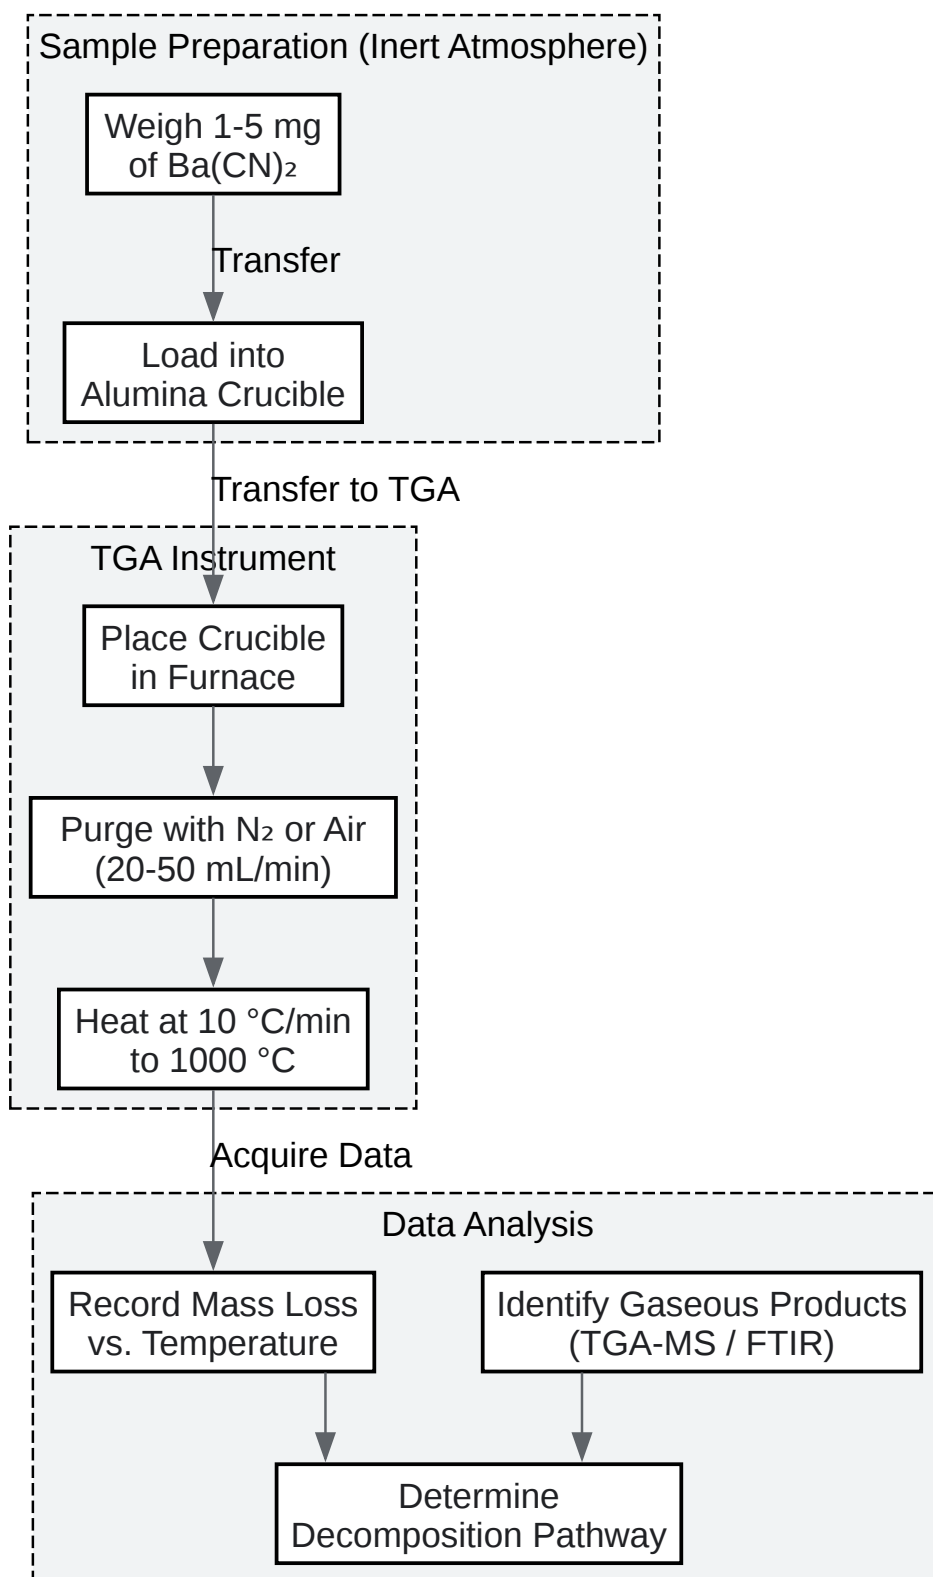 Sample Preparation (Inert Atmosphere)
Weigh 1-5 mg
of Ba(CN)₂
Transfer
Load into
Alumina Crucible
Transfer to TGA
TGA Instrument
Place Crucible
in Furnace
Purge with N₂ or Air
(20-50 mL/min)
Heat at 10 °C/min
to 1000 °C
Acquire Data
Data Analysis
Record Mass Loss
vs. Temperature
Identify Gaseous Products
(TGA-MS / FTIR)
Determine
Decomposition Pathway